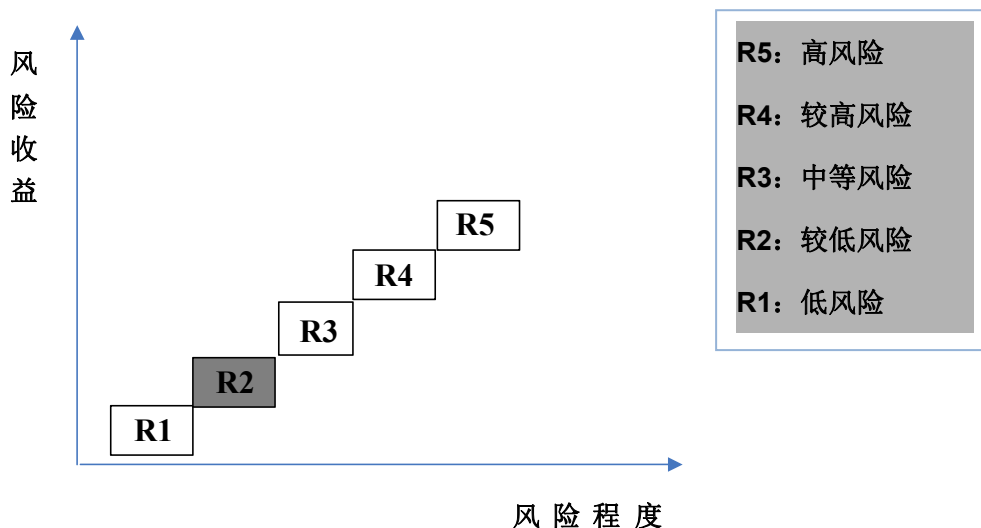 风险收益
R5
R4
R3
R2
R1
风险程度
R5：高风险
R4：较高风险
R3：中等风险
R2：较低风险
R1：低风险